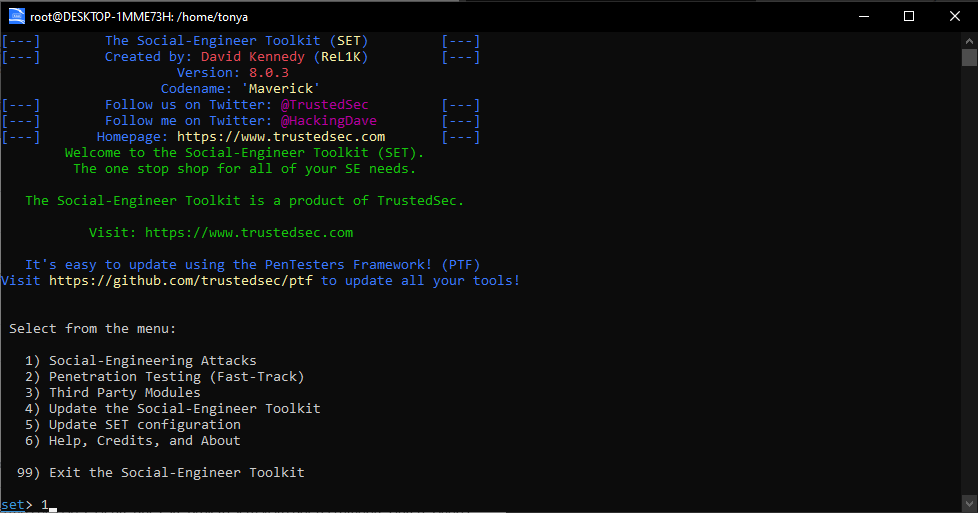 root@DESKTOP-1MME73H: /home/tonya
[---] The Social-Engineer Toolkit (SET) [---]
[---] Created by: David Kennedy (ReL1K) [---]
Version: 8.0.3
Codename: 'Maverick'
[---] Follow us on Twitter: @TrustedSec [---]
[---] Follow me on Twitter: @HackingDave [---]
[---] Homepage: https://www.trustedsec.com [---]
Welcome to the Social-Engineer Toolkit (SET).
The one stop shop for all of your SE needs.
The Social-Engineer Toolkit is a product of TrustedSec.
Visit: https://www.trustedsec.com
It's easy to update using the PenTesters Framework! (PTF)
Visit https://github.com/trustedsec/ptf to update all your tools!
Select from the menu:
1) Social-Engineering Attacks
2) Penetration Testing (Fast-Track)
3) Third Party Modules
4) Update the Social-Engineer Toolkit
5) Update SET configuration
6) Help, Credits, and About
99) Exit the Social-Engineer Toolkit
set> 1